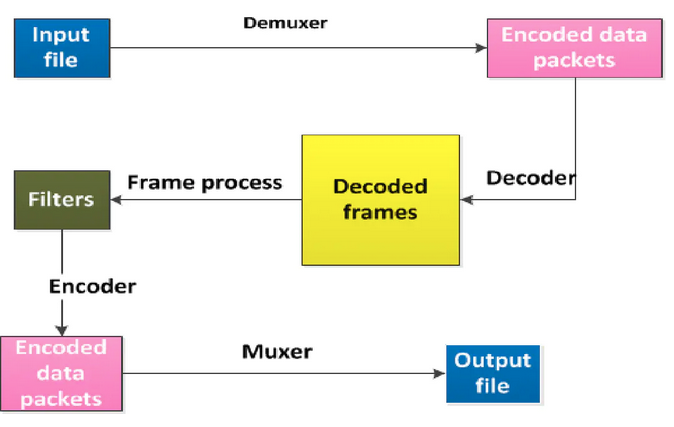 Demuxer
Input
file
Encoded data
packets
Frame process
Decoder
Filters
Decoded
frames
Encoder
Encoded
data
packets
Muxer
Output
file